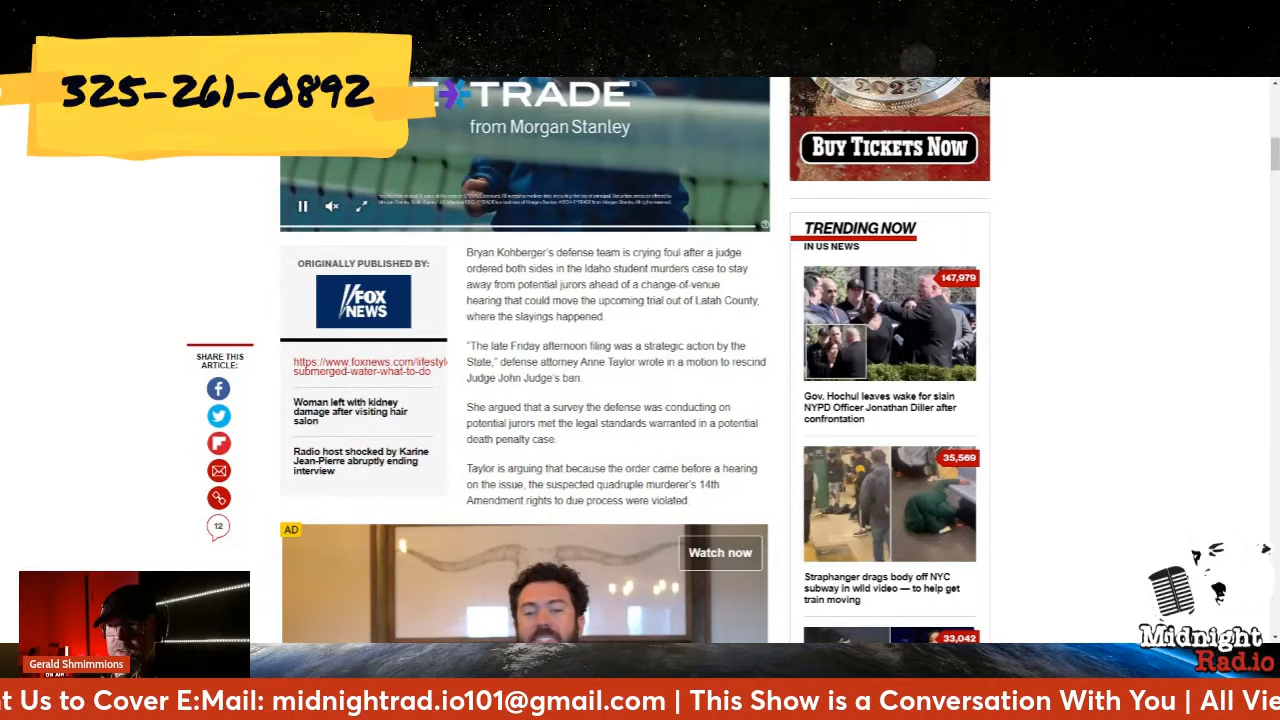 325-261-0892
E*TRADE
from Morgan Stanley
2023
BUY TICKETS NOW
TRENDING NOW
IN US NEWS
ORIGINALLY PUBLISHED BY:
FOX
NEWS
https://www.foxnews.com/lifestyl
submerged-water-what-to-do
Woman left with kidney
damage after visiting hair
salon
Radio host shocked by Karine
Jean-Pierre abruptly ending
interview
SHARE THIS
ARTICLE:
12
Bryan Kohberger's defense team is crying foul after a judge
ordered both sides in the Idaho student murders case to stay
away from potential jurors ahead of a change-of-venue
hearing that could move the upcoming trial out of Latah County,
where the slayings happened.
“The late Friday afternoon filing was a strategic action by the
State,” defense attorney Anne Taylor wrote in a motion to rescind
Judge John Judge's ban.
She argued that a survey the defense was conducting on
potential jurors met the legal standards warranted in a potential
death penalty case.
Taylor is arguing that because the order came before a hearing
on the issue, the suspected quadruple murderer's 14th
Amendment rights to due process were violated.
147,979
Gov. Hochul leaves wake for slain
NYPD Officer Jonathan Diller after
confrontation
35,569
Straphanger drags body off NYC
subway in wild video — to help get
train moving
33,042
AD
Watch now
Gerald Shmimmions
ON AIR
Midnight
Rad.io
t Us to Cover E:Mail: midnightrad.io101@gmail.com | This Show is a Conversation With You | All Vie